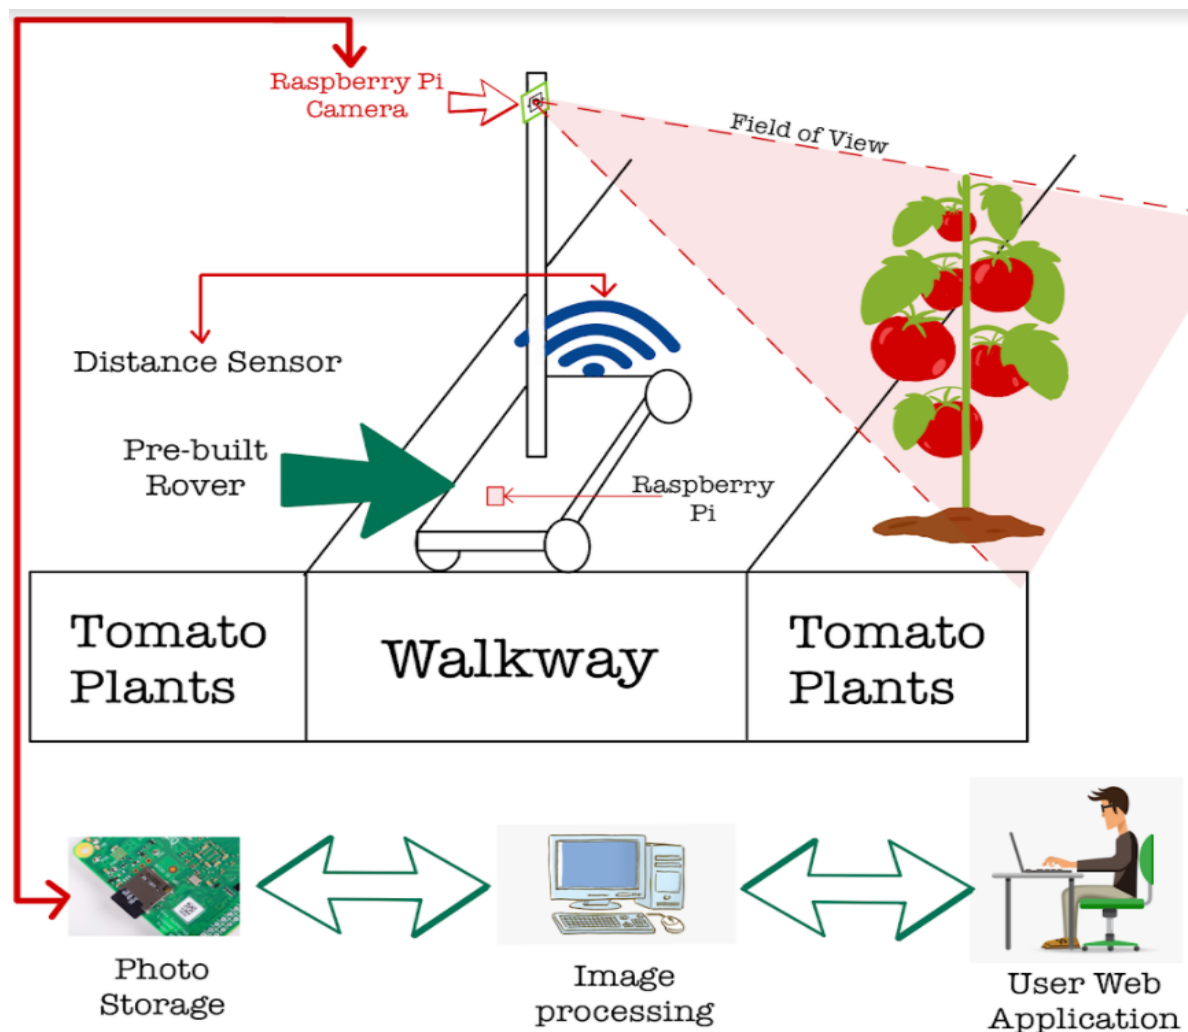 Raspberry Pi
Camera
Field of View
Distance Sensor
Pre-built
Rover
Raspberry
Pi
Tomato
Plants
Walkway
Tomato
Plants
Photo
Storage
Image
processing
User Web
Application